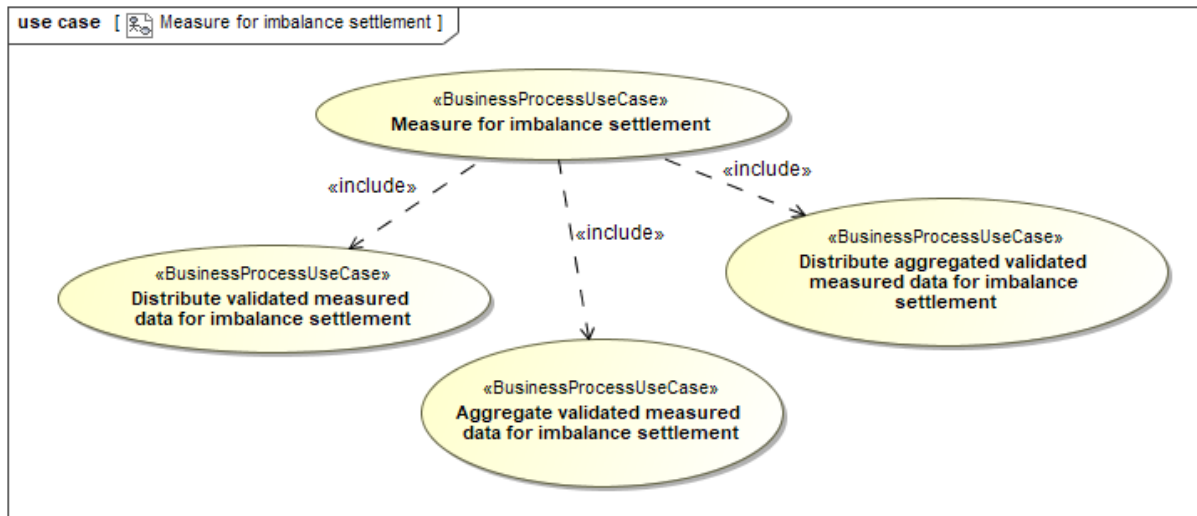 use case [ Measure for imbalance settlement ]
«BusinessProcessUseCase»
Measure for imbalance settlement
«include»
«include»
«include»
«BusinessProcessUseCase»
Distribute validated measured
data for imbalance settlement
«BusinessProcessUseCase»
Distribute aggregated validated
measured data for imbalance
settlement
«BusinessProcessUseCase»
Aggregate validated measured
data for imbalance settlement